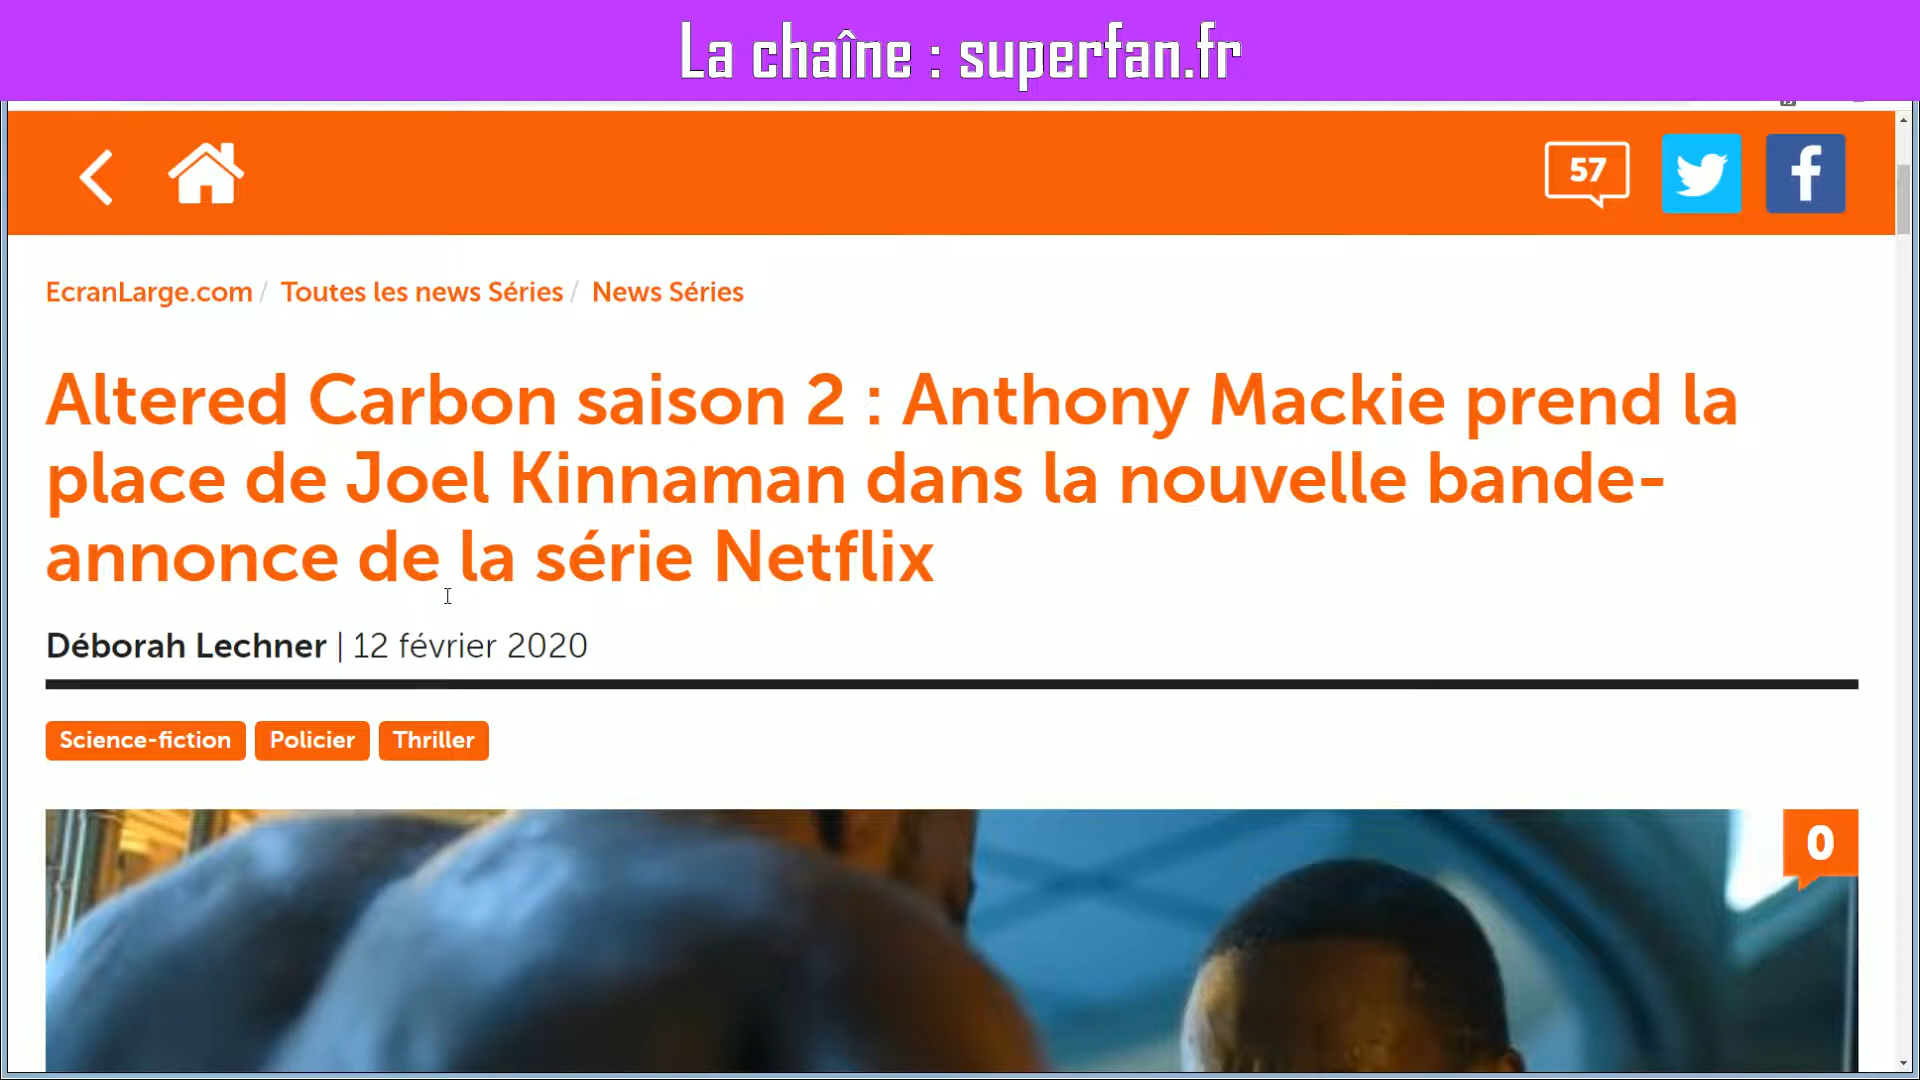 La chaîne : superfan.fr
57
EcranLarge.com / Toutes les news Séries / News Séries
Altered Carbon saison 2 : Anthony Mackie prend la
place de Joel Kinnaman dans la nouvelle bande-
annonce de la série Netflix
Déborah Lechner | 12 février 2020
Science-fiction Policier Thriller
0